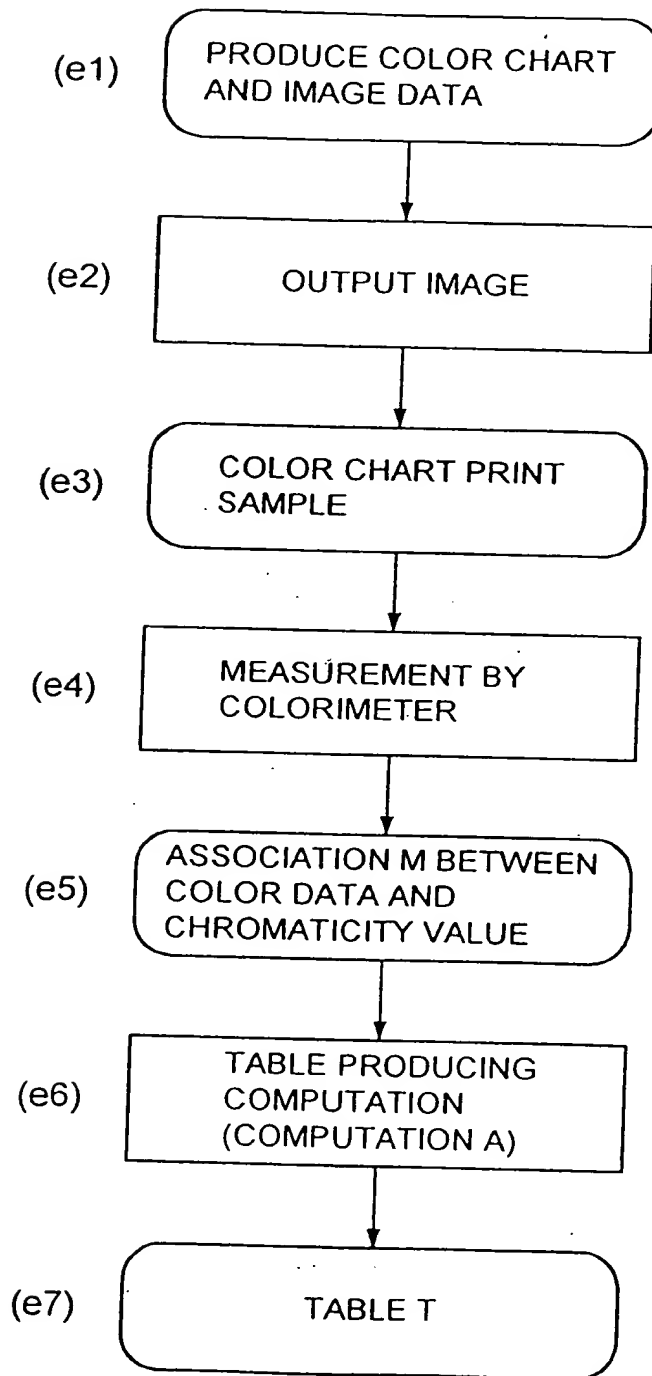 (e1)
PRODUCE COLOR CHART
AND IMAGE DATA
(e2)
OUTPUT IMAGE
(e3)
COLOR CHART PRINT
SAMPLE
(e4)
MEASUREMENT BY
COLORIMETER
(e5)
ASSOCIATION M BETWEEN
COLOR DATA AND
CHROMATICITY VALUE
(e6)
TABLE PRODUCING
COMPUTATION
(COMPUTATION A)
(e7)
TABLE T